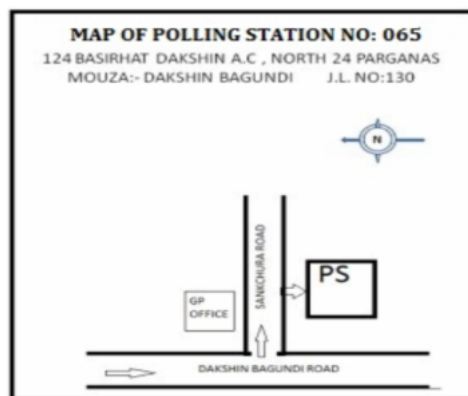 MAP OF POLLING STATION NO: 065
124 BASIRHAT DAKSHIN A.C , NORTH 24 PARGANAS
MOUZA:- DAKSHIN BAGUNDI J.L. NO:130
N
SANKCHURA ROAD
PS
GP
OFFICE
DAKSHIN BAGUNDI ROAD